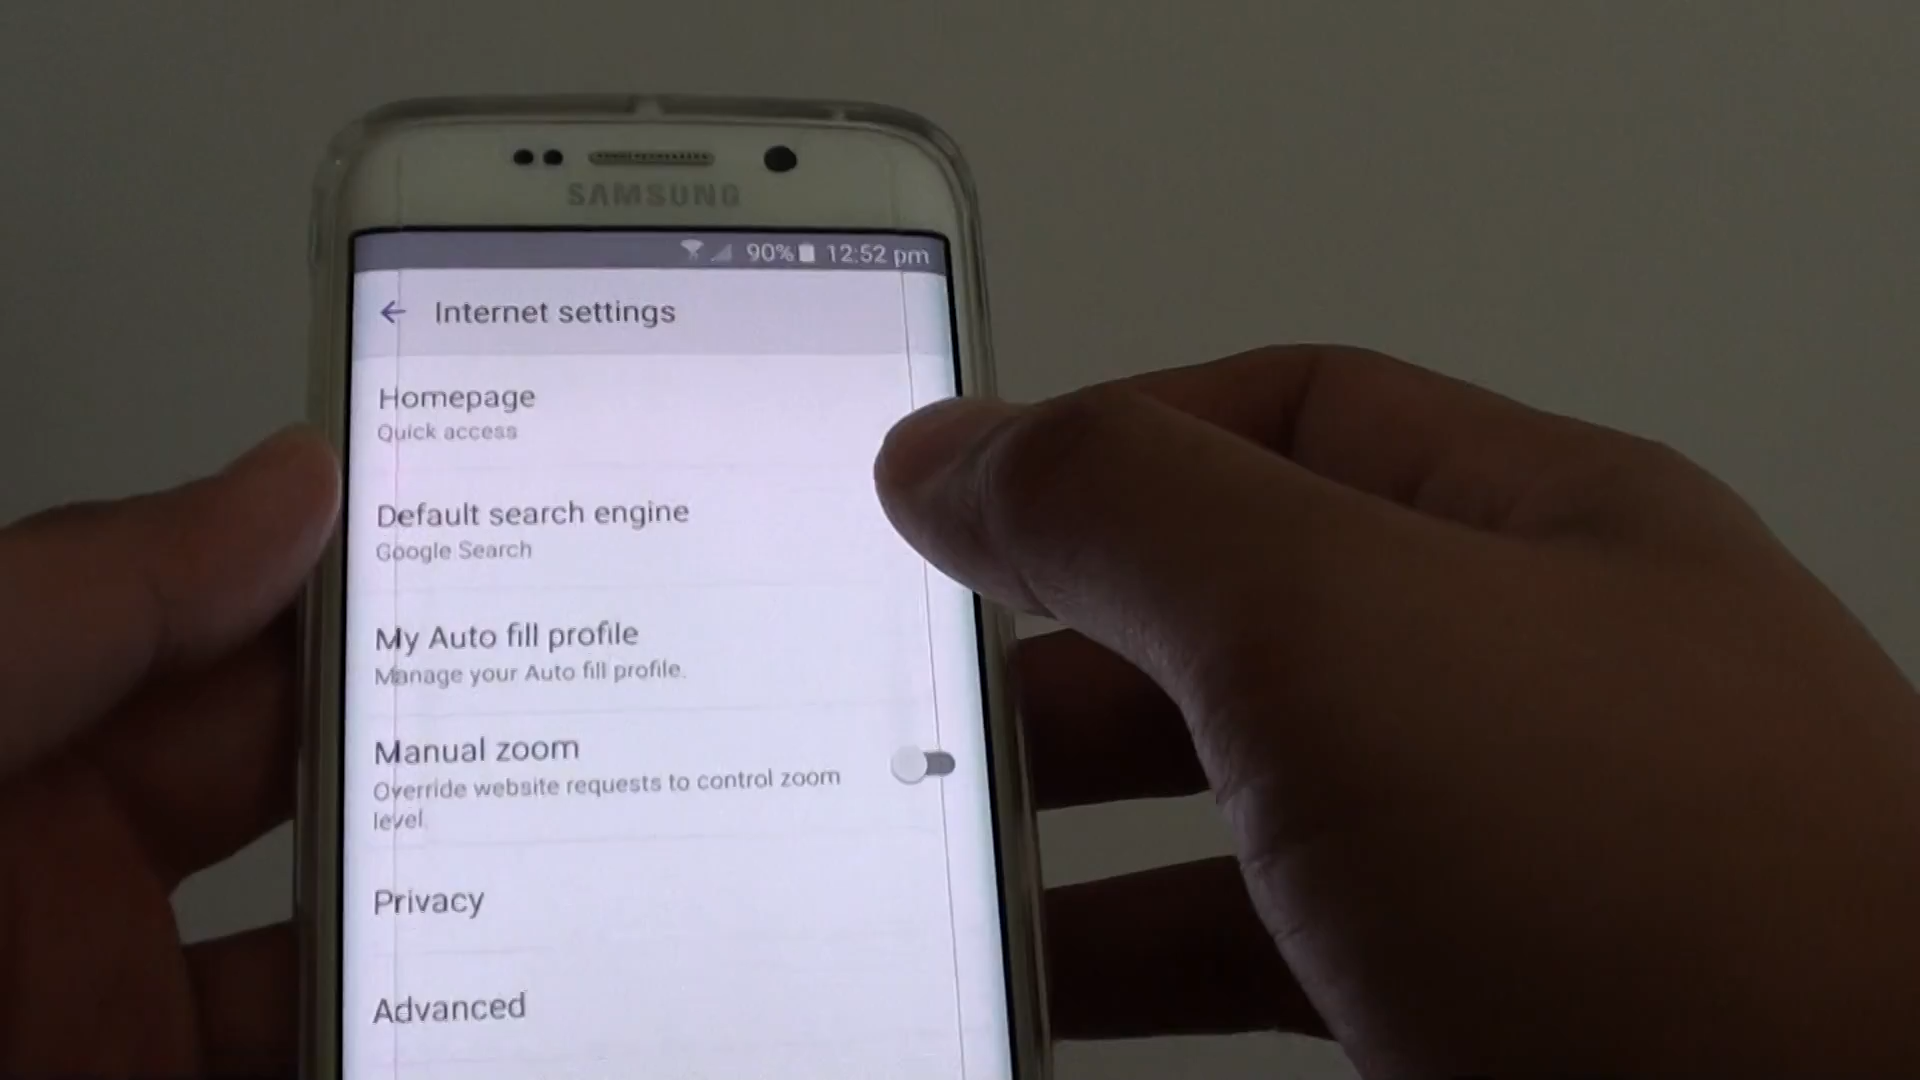 SAMSUNG
90% 12:52 pm
Internet settings
Homepage
Quick access
Default search engine
Google Search
My Auto fill profile
Manage your Auto fill profile.
Manual zoom
Override website requests to control zoom
level.
Privacy
Advanced